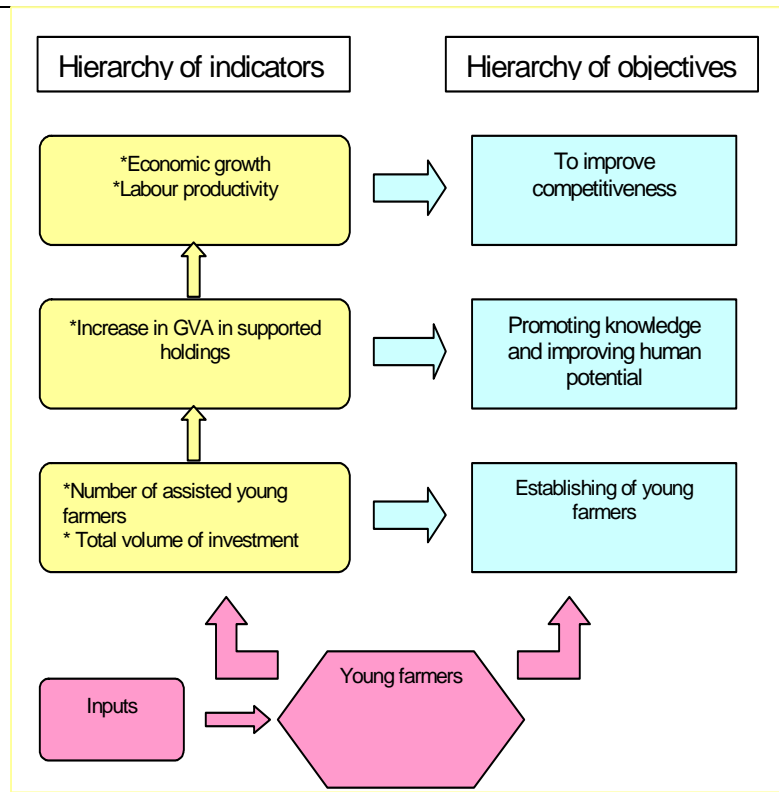 Hierarchy of indicators
Hierarchy of objectives
*Economic growth
*Labour productivity
To improve
competitiveness
*Increase in GVA in supported
holdings
Promoting knowledge
and improving human
potential
*Number of assisted young
farmers
* Total volume of investment
Establishing of young
farmers
Inputs
Young farmers